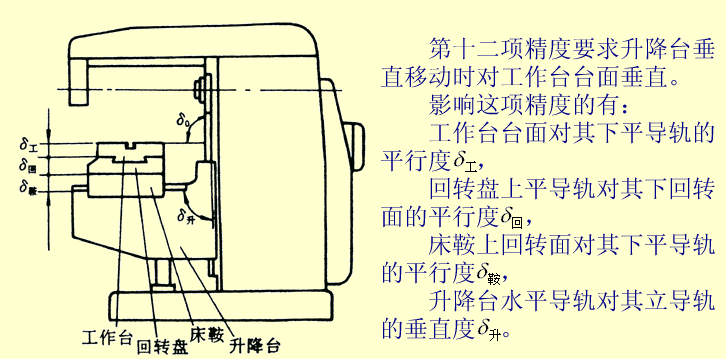 第十二项精度要求升降台垂
直移动时对工作台台面垂直。
影响这项精度的有：
工作台台面对其下平导轨的
平行度δ工，
回转盘上平导轨对其下回转
面的平行度δ回，
床鞍上回转面对其下平导轨
的平行度δ鞍，
升降台水平导轨对其立导轨
的垂直度δ升。
δ0
δ工
δ回
δ鞍
δ升
工作台
回转盘
床鞍
升降台